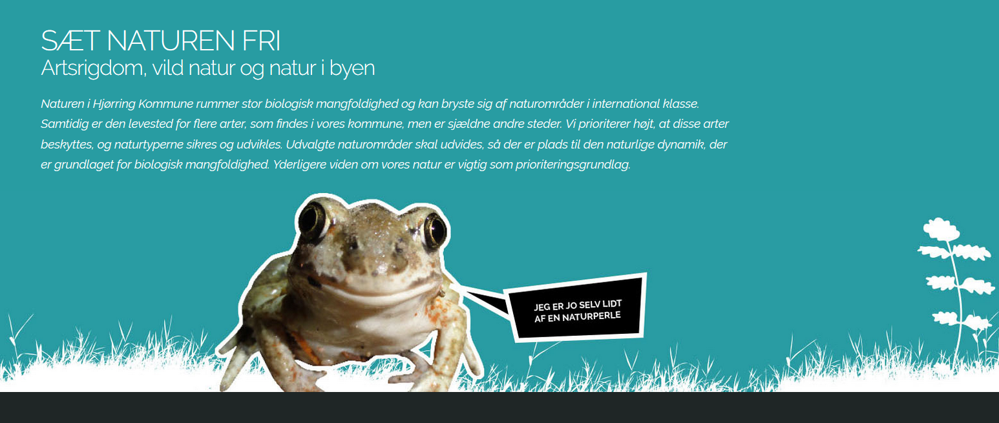 SÆT NATUREN FRI
Artsrigdom, vild natur og natur i byen
Naturen i Hjørring Kommune rummer stor biologisk mangfoldighed og kan bryste sig af naturområder i international klasse.
Samtidig er den levested for flere arter, som findes i vores kommune, men er sjældne andre steder. Vi prioriterer højt, at disse arter
beskyttes, og naturtyperne sikres og udvikles. Udvalgte naturområder skal udvides, så der er plads til den naturlige dynamik, der
er grundlaget for biologisk mangfoldighed. Yderligere viden om vores natur er vigtig som prioriteringsgrundlag.
JEG ER JO SELV LIDT
AF EN NATURPERLE